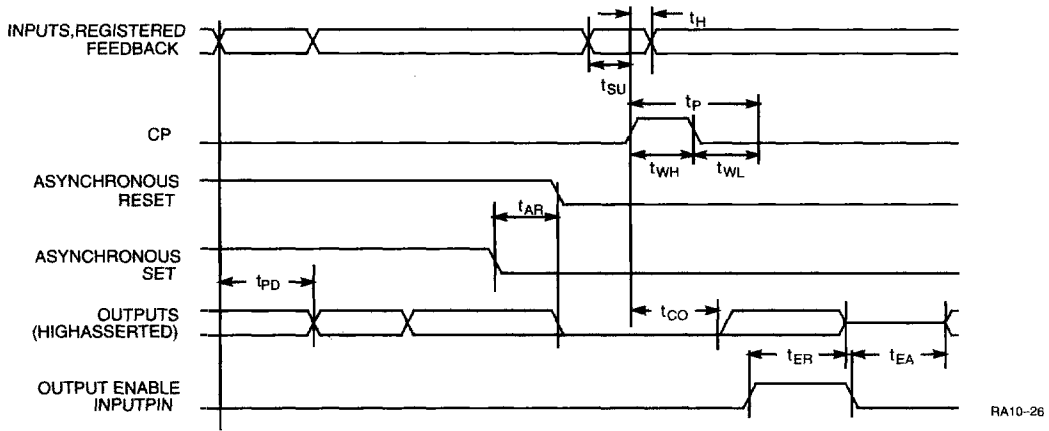 INPUTS,REGISTERED
FEEDBACK
tH
tSU
tP
CP
tWH
tWL
ASYNCHRONOUS
RESET
tAR
ASYNCHRONOUS
SET
tPD
OUTPUTS
(HIGHASSERTED)
tCO
tER
tEA
OUTPUT ENABLE
INPUTPIN
RA10-26